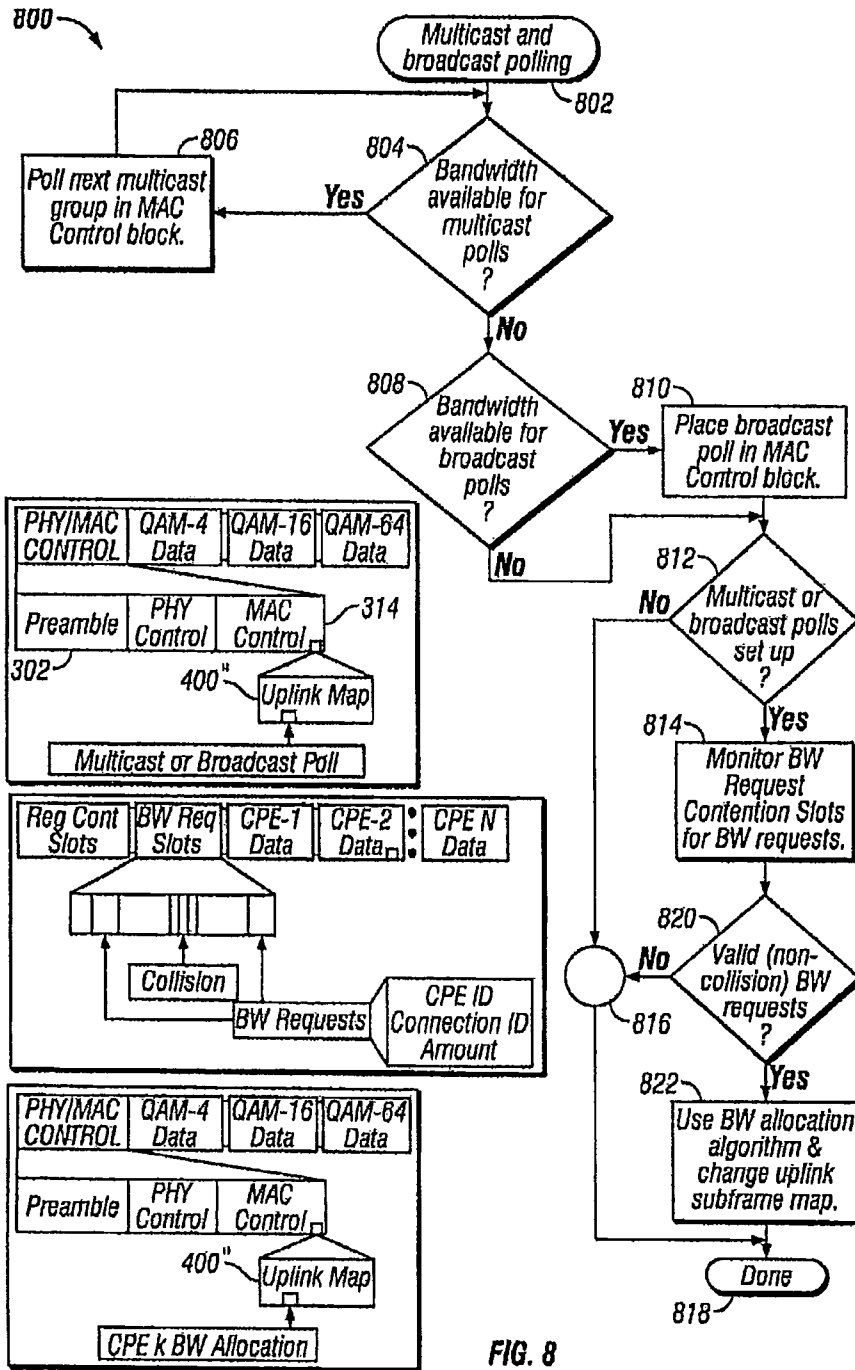 800
Multicast and
broadcast polling
802
806
Poll next multicast
group in MAC
Control block.
Yes
804
Bandwidth
available for
multicast
polls
?
No
808
Bandwidth
available for
broadcast
polls
?
Yes
810
Place broadcast
poll in MAC
Control block.
No
812
Multicast or
broadcast polls
set up
?
No
Yes
814
Monitor BW
Request
Contention Slots
for BW requests.
820
Valid (non-
collision) BW
requests
?
No
816
Yes
822
Use BW allocation
algorithm &
change uplink
subframe map.
Done
818
PHY/MAC
CONTROL
QAM-4
Data
QAM-16
Data
QAM-64
Data
Preamble
PHY
Control
MAC
Control
314
302
400"
Uplink Map
Multicast or Broadcast Poll
Reg Cont
Slots
BW Req
Slots
CPE-1
Data
CPE-2
Data
CPE N
Data
Collision
BW Requests
CPE ID
Connection ID
Amount
PHY/MAC
CONTROL
QAM-4
Data
QAM-16
Data
QAM-64
Data
Preamble
PHY
Control
MAC
Control
400"
Uplink Map
CPE k BW Allocation
FIG. 8